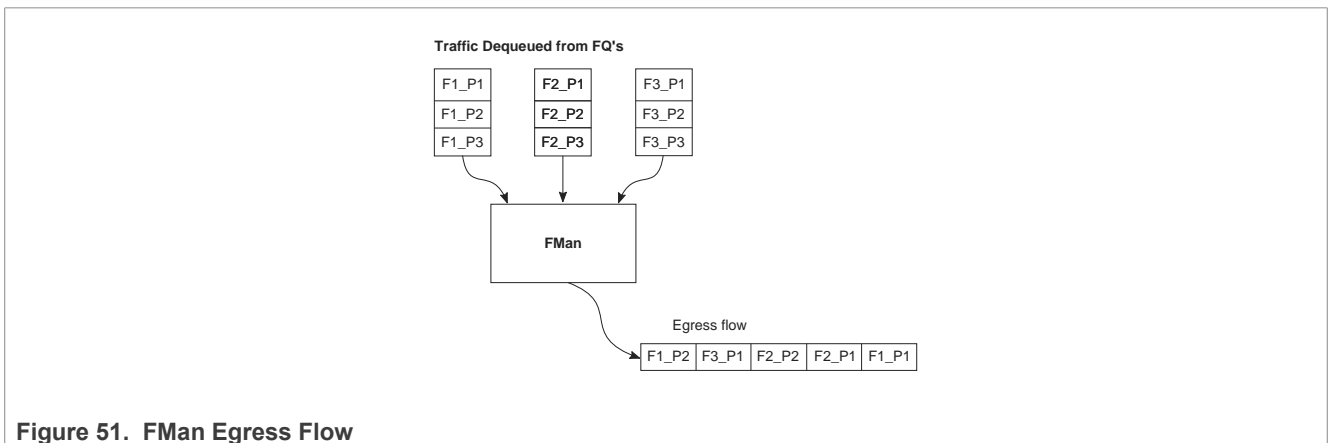 Traffic Dequeued from FQ's
F1_P1 F2_P1 F3_P1
F1_P2 F2_P2 F3_P2
F1_P3 F2_P3 F3_P3
FMan
Egress flow
F1_P2 F3_P1 F2_P2 F2_P1 F1_P1
Figure 51. FMan Egress Flow